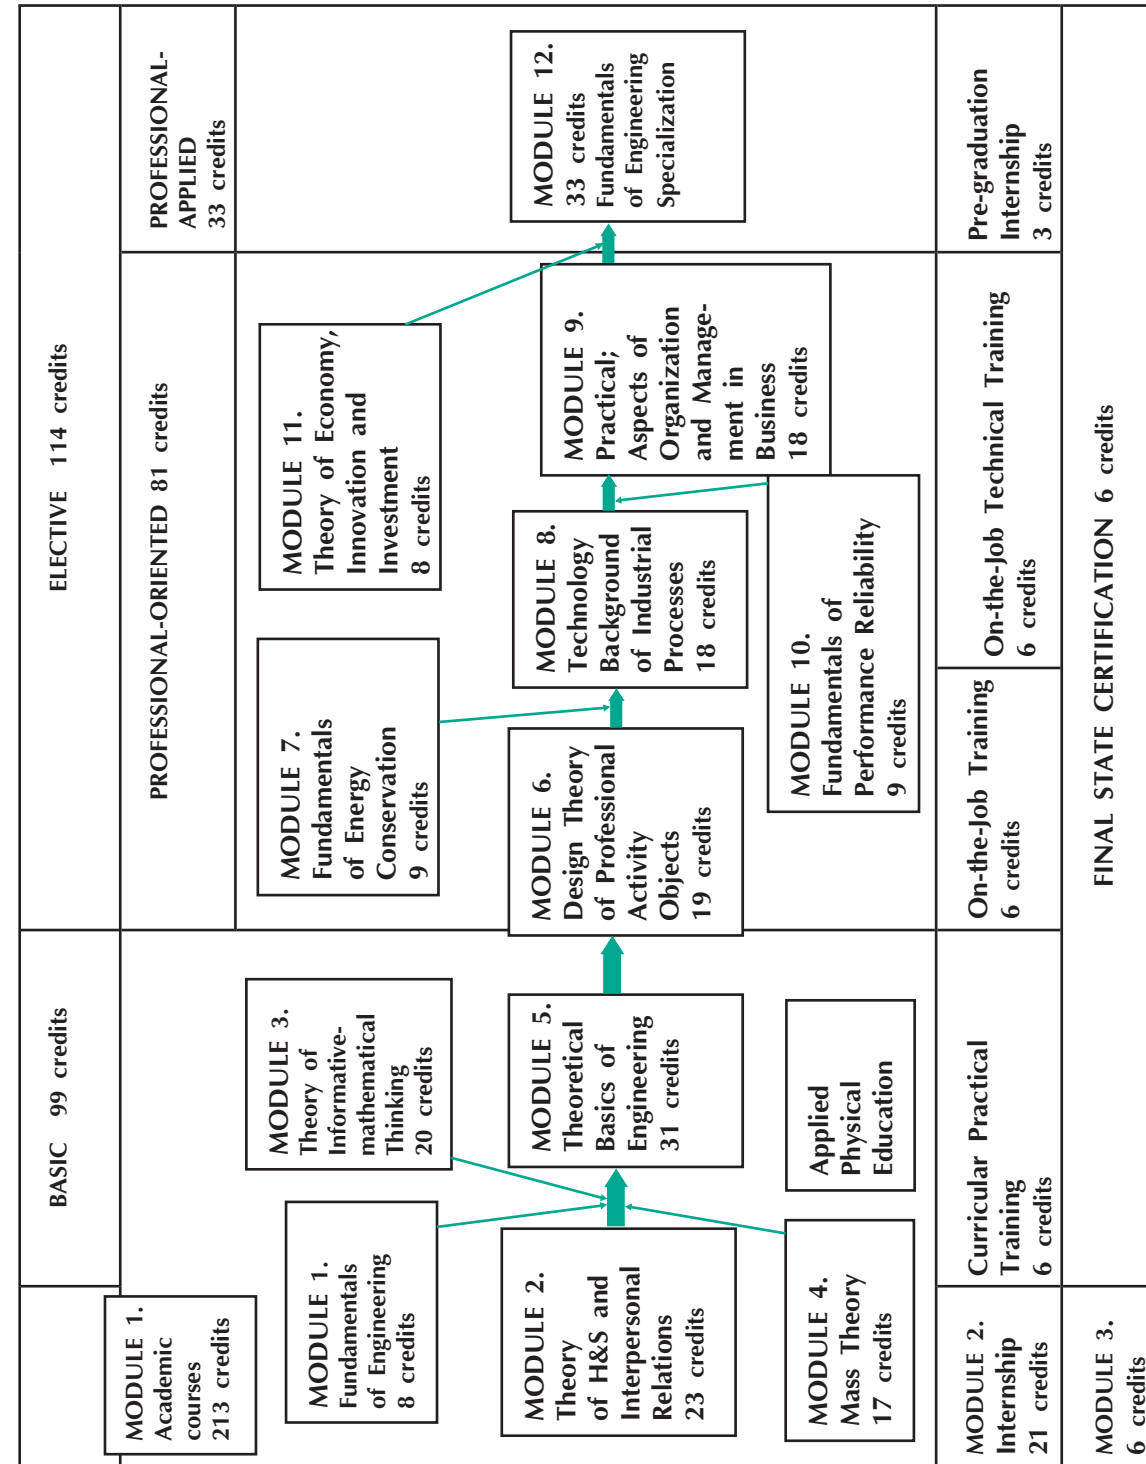 BASIC 99 credits
ELECTIVE 114 credits
MODULE 1.
Academic
courses
213 credits
PROFESSIONAL-ORIENTED 81 credits
PROFESSIONAL-
APPLIED
33 credits
MODULE 1.
Fundamentals
of Engineering
8 credits
MODULE 3.
Theory of
Informative-
mathematical
Thinking
20 credits
MODULE 7.
Fundamentals
of Energy
Conservation
9 credits
MODULE 11.
Theory of Economy,
Innovation and
Investment
8 credits
MODULE 2.
Theory
of H&S and
Interpersonal
Relations
23 credits
MODULE 5.
Theoretical
Basics of
Engineering
31 credits
MODULE 6.
Design Theory
of Professional
Activity
Objects
19 credits
MODULE 8.
Technology
Background
of Industrial
Processes
18 credits
MODULE 9.
Practical;
Aspects of
Organization
and Manage-
ment in
Business
18 credits
MODULE 12.
33 credits
Fundamentals
of Engineering
Specialization
MODULE 4.
Mass Theory
17 credits
Applied
Physical
Education
MODULE 10.
Fundamentals of
Performance Reliability
9 credits
MODULE 2.
Internship
21 credits
Curricular Practical
Training
6 credits
On-the-Job Training
6 credits
On-the-Job Technical Training
6 credits
Pre-graduation
Internship
3 credits
MODULE 3.
6 credits
FINAL STATE CERTIFICATION 6 credits